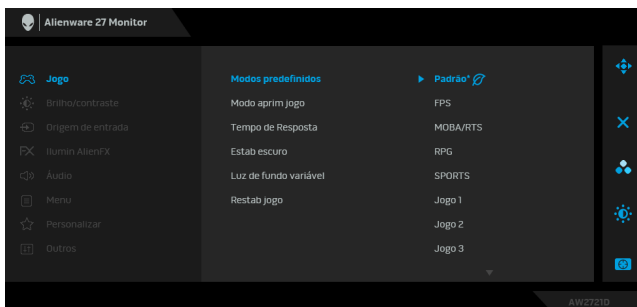 Alienware 27 Monitor
Jogo
Modos predefinidos
Padrão*
Brilho/contraste
Modo aprim jogo
FPS
Origem de entrada
Tempo de Resposta
MOBA/RTS
FX
Ilumin AlienFX
Estab escuro
RPG
Áudio
Luz de fundo variável
SPORTS
Menu
Restab jogo
Jogo 1
Personalizar
Jogo 2
Outros
Jogo 3
AW2721D